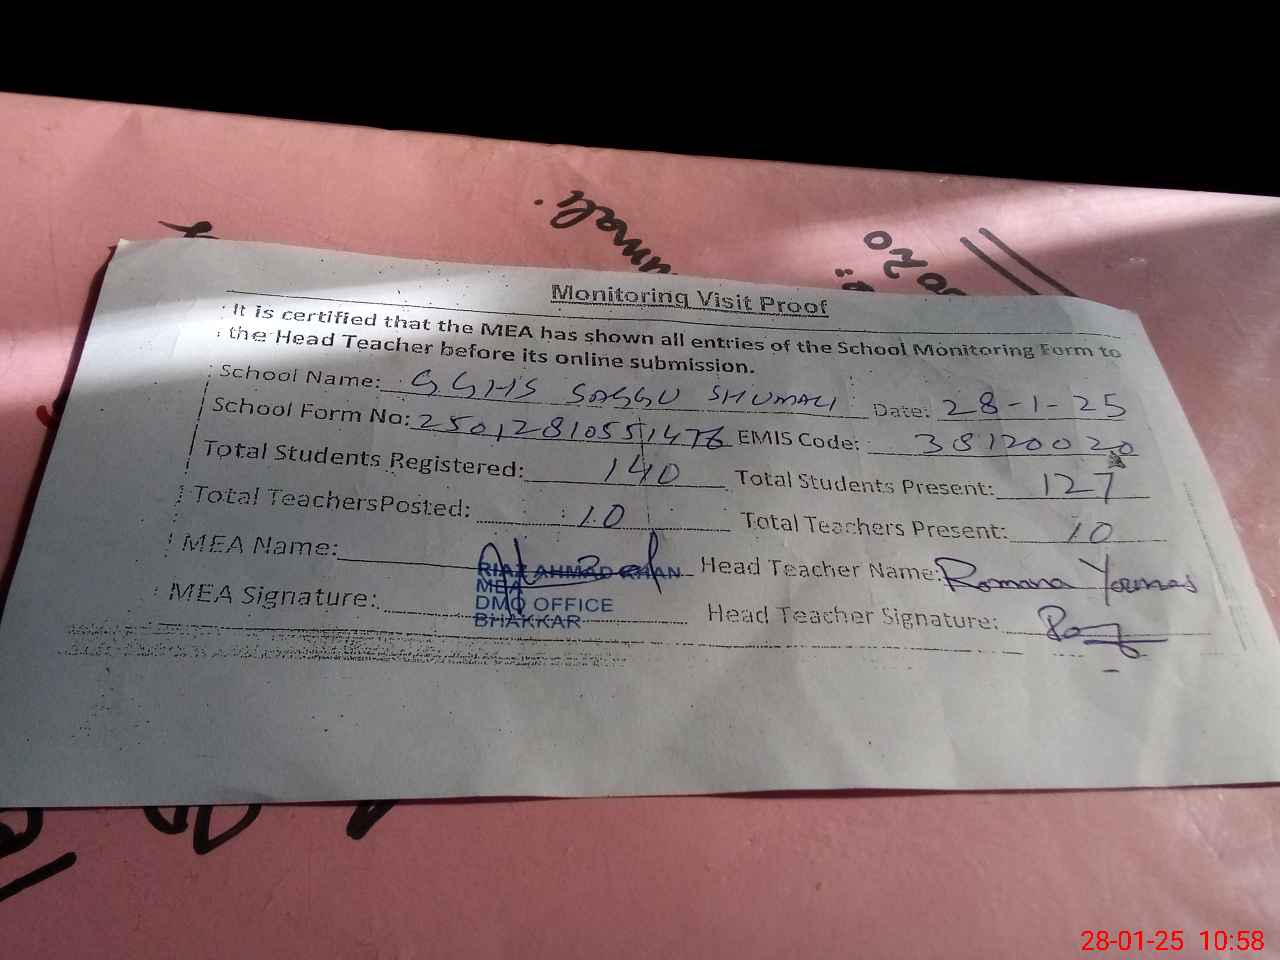 Monitoring Visit Proof
It is certified that the MEA has shown all entries of the School Monitoring Form to
the Head Teacher before its online submission.
School Name: GGHS SAGGU SHUMALI Date: 28-1-25
School Form No: EMIS Code: 38120020
Total Students Registered: 140 Total Students Present: 127
Total TeachersPosted: 10 Total Teachers Present: 10
MEA Name: RIAZ AHMAD KHAN Head Teacher Name: Romana Younas
MEA
MEA Signature: DMO OFFICE Head Teacher Signature:
BHAKKAR
28-01-25 10:58